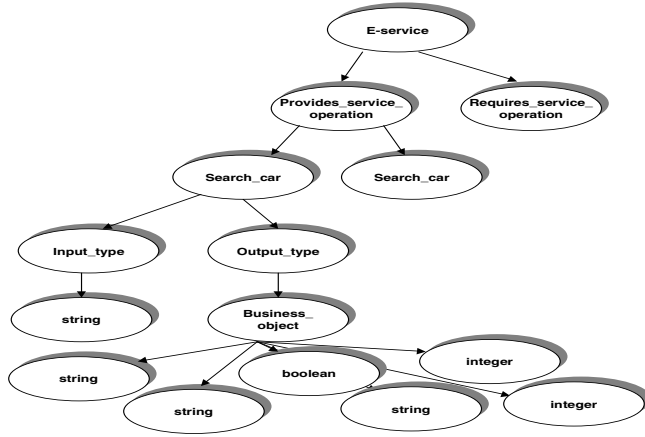 E-service
Provides_service_
operation
Requires_service_
operation
Search_car
Search_car
Input_type
Output_type
string
Business_
object
string
boolean
integer
string
string
integer